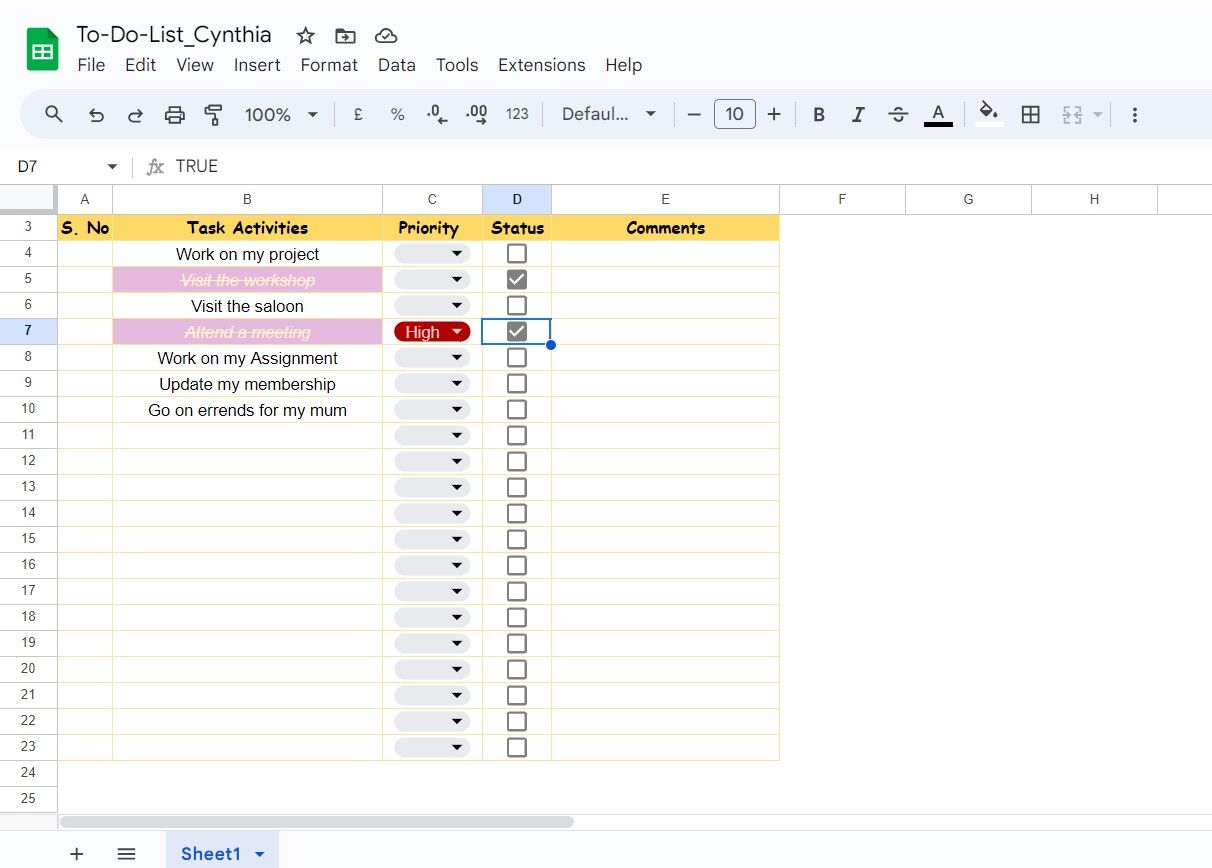 To-Do-List_Cynthia
File Edit View Insert Format Data Tools Extensions Help
100% £ % .0 .00 123 Defaul... 10 B I S A
D7 fx TRUE
A B C D E F G H
3 S. No Task Activities Priority Status Comments
4 Work on my project
5 Visit the workshop
6 Visit the saloon
7 Attend a meeting High
8 Work on my Assignment
9 Update my membership
10 Go on errends for my mum
11
12
13
14
15
16
17
18
19
20
21
22
23
24
25
Sheet1